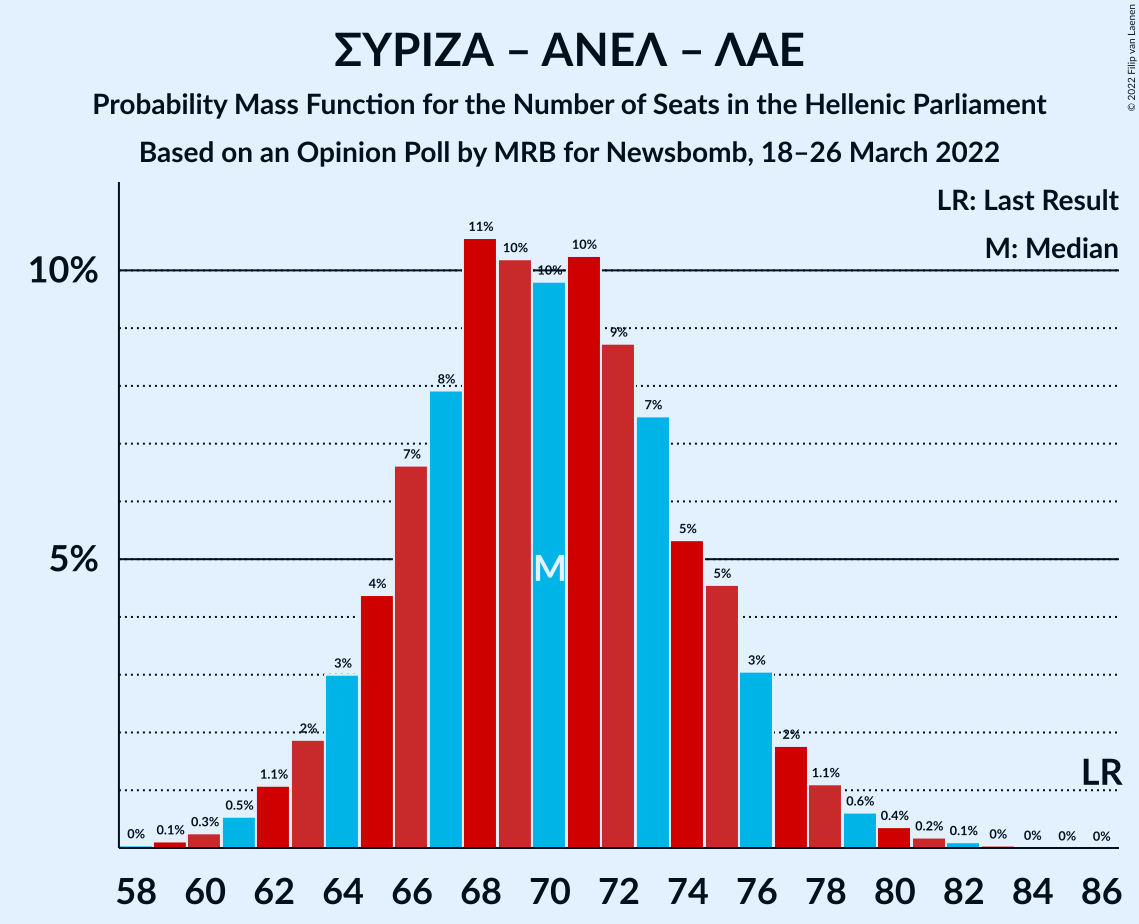 ΣΥΡΙΖΑ – ΑΝΕΛ – ΛΑΕ
Probability Mass Function for the Number of Seats in the Hellenic Parliament
Based on an Opinion Poll by MRB for Newsbomb, 18–26 March 2022
© 2022 Filip van Laenen
LR: Last Result
M: Median
10%
5%
0% 0.1% 0.3% 0.5% 1.1% 2% 3% 4% 7% 8% 11% 10% 10% 10% 9% 7% 5% 5% 3% 2% 1.1% 0.6% 0.4% 0.2% 0.1% 0% 0% 0% 0%
M
LR
58 60 62 64 66 68 70 72 74 76 78 80 82 84 86